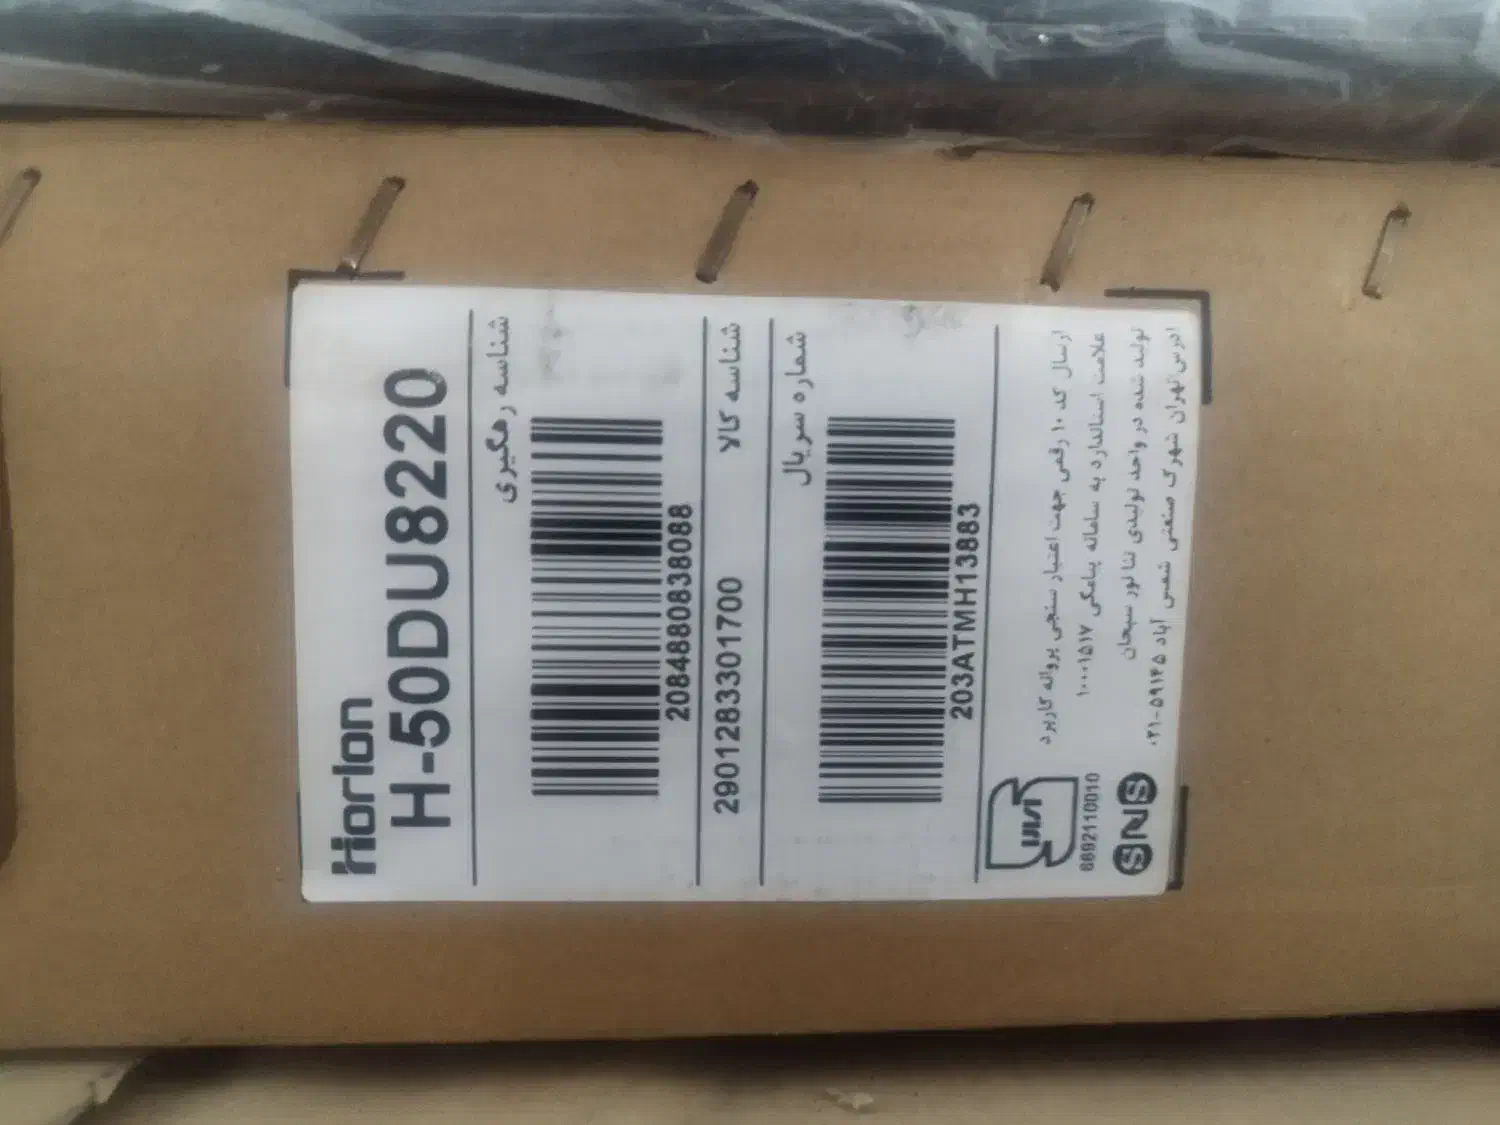 Horion
H-50DU8220
شناسه رهگیری
2084880838088
شناسه کالا
2901283301700
شماره سریال
203ATMH13883
ارسال کد ۱۰ رقمی جهت اعتبار سنجی پروانه کاربرد
علامت استاندارد به سامانه پیامکی ۱۰۰۰۱۵۱۷
6692110010
تولید شده در واحد تولیدی تنا نور سبحان
آدرس: تهران شهرک صنعتی شمس آباد ۵۹۱۴۵-۰۲۱
SNS